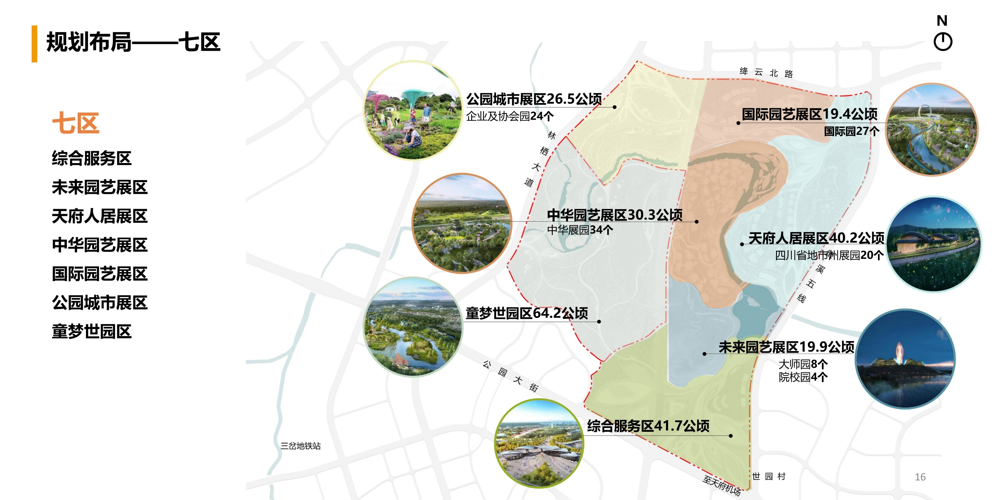 规划布局——七区
N
七区
综合服务区
未来园艺展区
天府人居展区
中华园艺展区
国际园艺展区
公园城市展区
童梦世园区
绛云北路
公园城市展区26.5公顷
企业及协会园24个
国际园艺展区19.4公顷
国际园27个
林栖大道
中华园艺展区30.3公顷
中华展园34个
天府人居展区40.2公顷
四川省地市州展园20个
溪五线
童梦世园区64.2公顷
未来园艺展区19.9公顷
大师园8个
院校园4个
公园大街
综合服务区41.7公顷
三岔地铁站
世园村
至天府机场
16